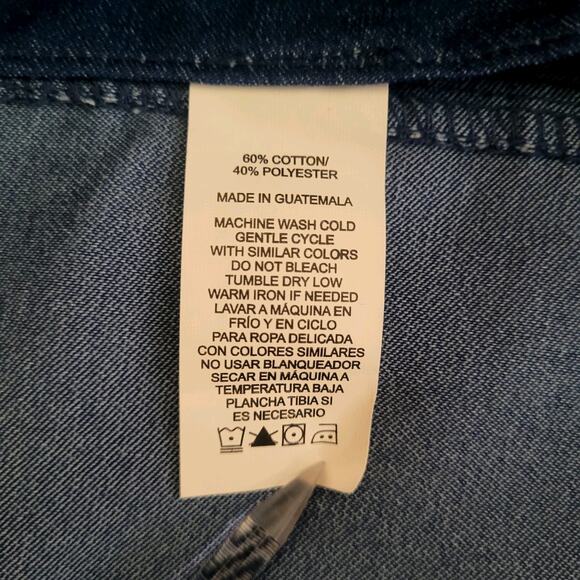 60% COTTON/
40% POLYESTER
MADE IN GUATEMALA
MACHINE WASH COLD
GENTLE CYCLE
WITH SIMILAR COLORS
DO NOT BLEACH
TUMBLE DRY LOW
WARM IRON IF NEEDED
LAVAR A MÁQUINA EN
FRÍO Y EN CICLO
PARA ROPA DELICADA
CON COLORES SIMILARES
NO USAR BLANQUEADOR
SECAR EN MÁQUINA A
TEMPERATURA BAJA
PLANCHA TIBIA SI
ES NECESARIO